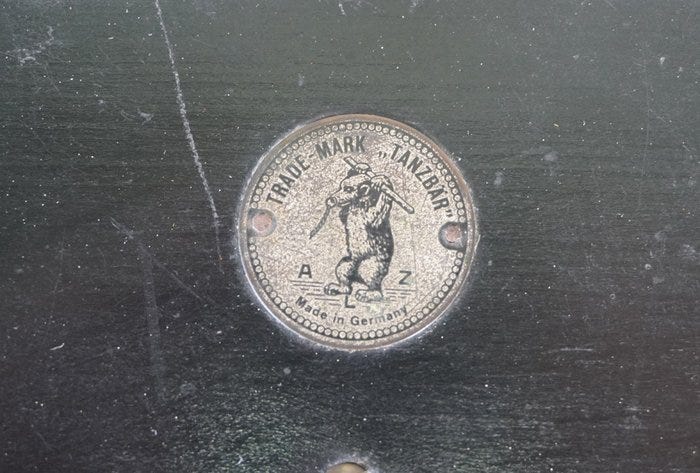 TRADE-MARK „TANZBÄR"
A Z
L
Made in Germany